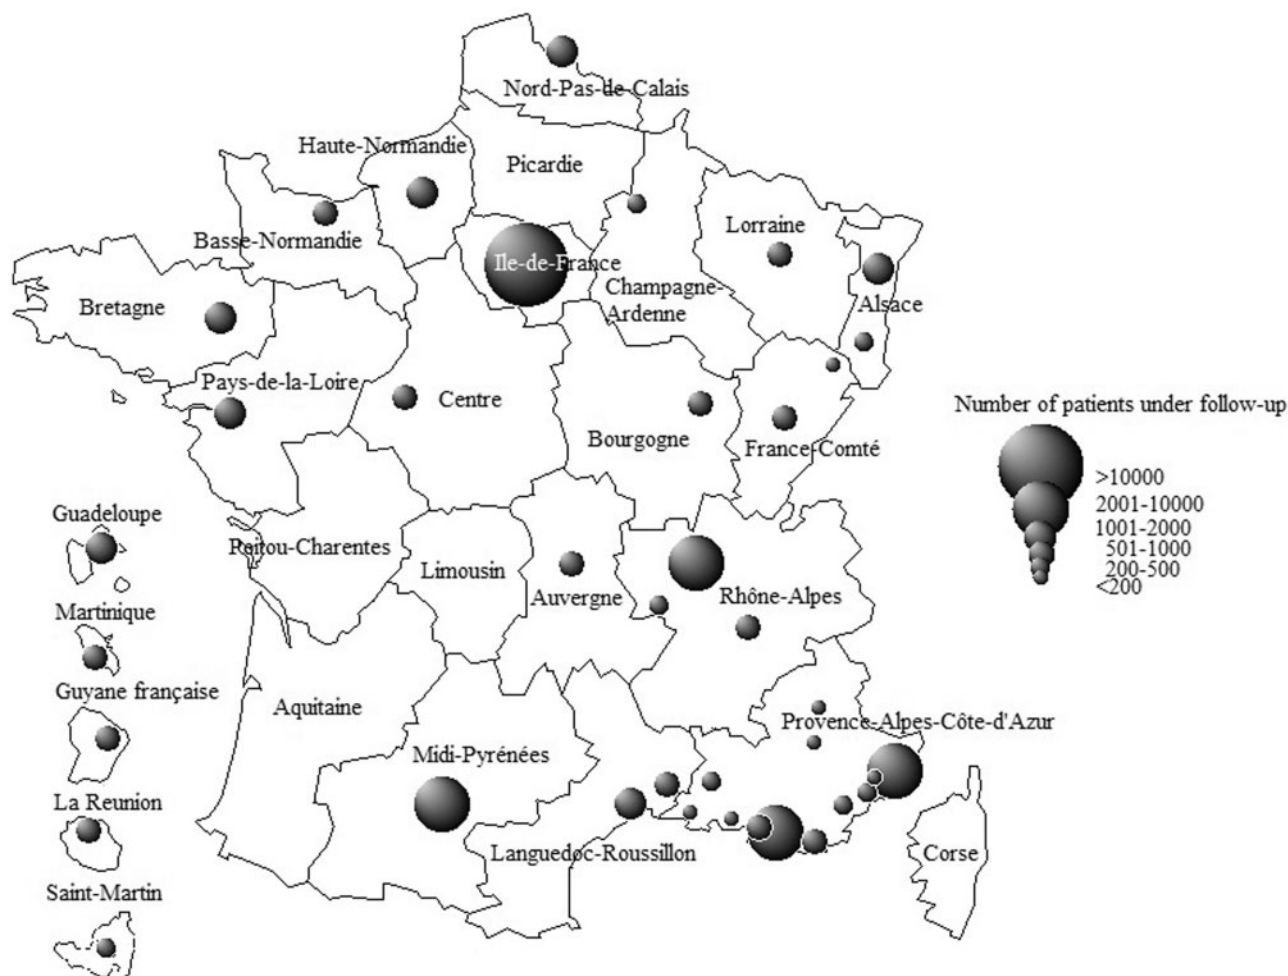 Nord-Pas-de-Calais
Haute-Normandie
Picardie
Lorraine
Basse-Normandie
Ile-de-France
Champagne-
Ardenne
Alsace
Bretagne
Pays-de-la-Loire
Centre
Bourgogne
France-Comté
Number of patients under follow-up
>10000
2001-10000
1001-2000
501-1000
200-500
<200
Guadeloupe
Poitou-Charentes
Limousin
Auvergne
Rhône-Alpes
Martinique
Guyane française
Aquitaine
Provence-Alpes-Côte-d'Azur
Midi-Pyrénées
La Reunion
Languedoc-Roussillon
Corse
Saint-Martin